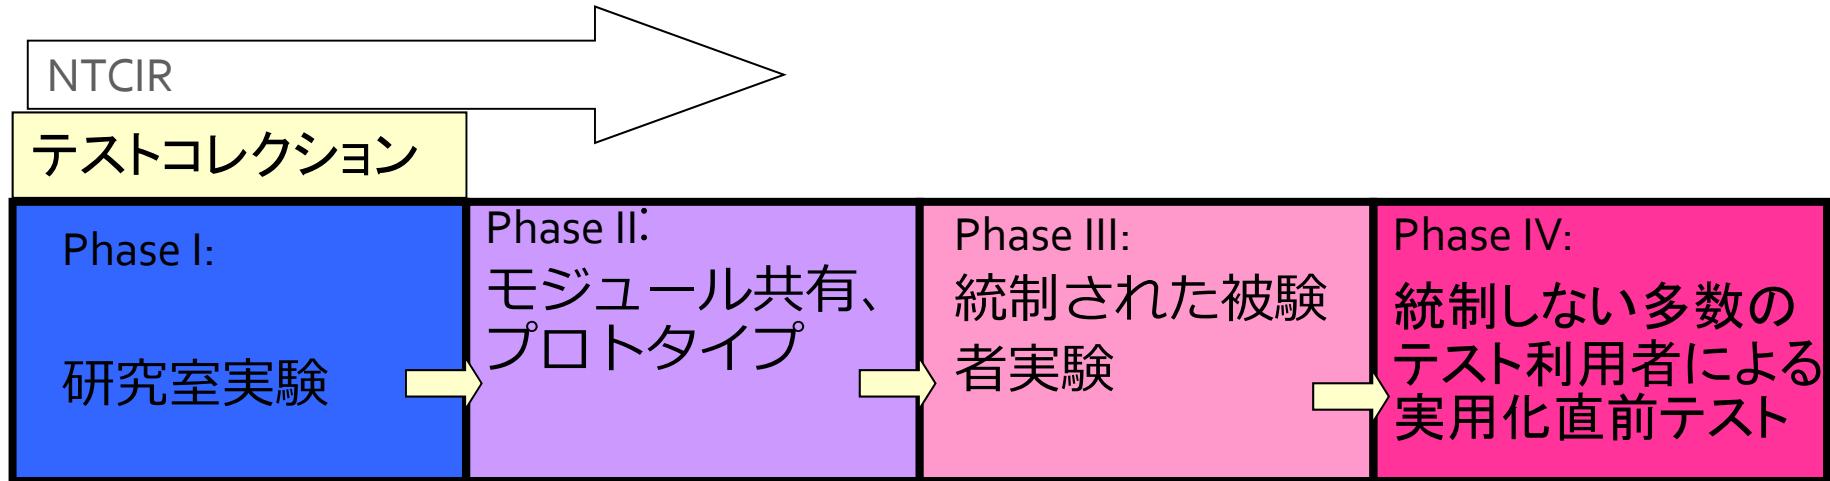 NTCIR
テストコレクション
Phase I:
研究室実験
Phase II:
モジュール共有、
プロトタイプ
Phase III:
統制された被験
者実験
Phase IV:
統制しない多数の
テスト利用者による
実用化直前テスト